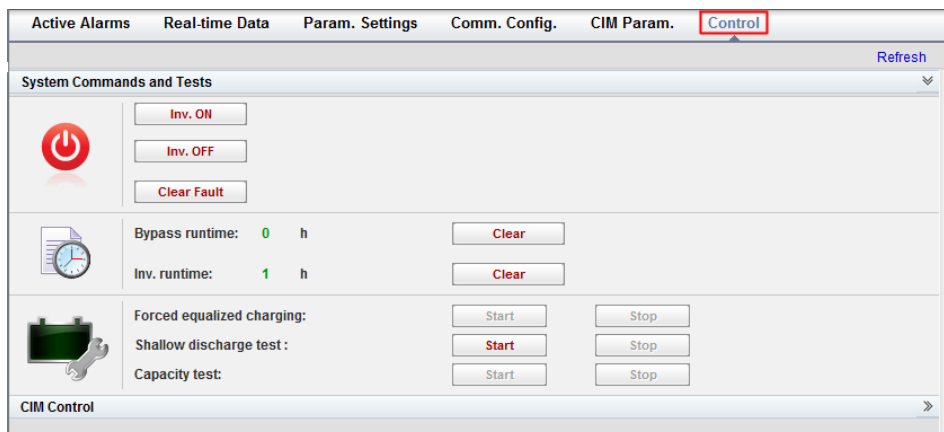 Active Alarms Real-time Data Param. Settings Comm. Config. CIM Param. Control
Refresh
System Commands and Tests
Inv. ON
Inv. OFF
Clear Fault
Bypass runtime: 0 h Clear
Inv. runtime: 1 h Clear
Forced equalized charging: Start Stop
Shallow discharge test : Start Stop
Capacity test: Start Stop
CIM Control